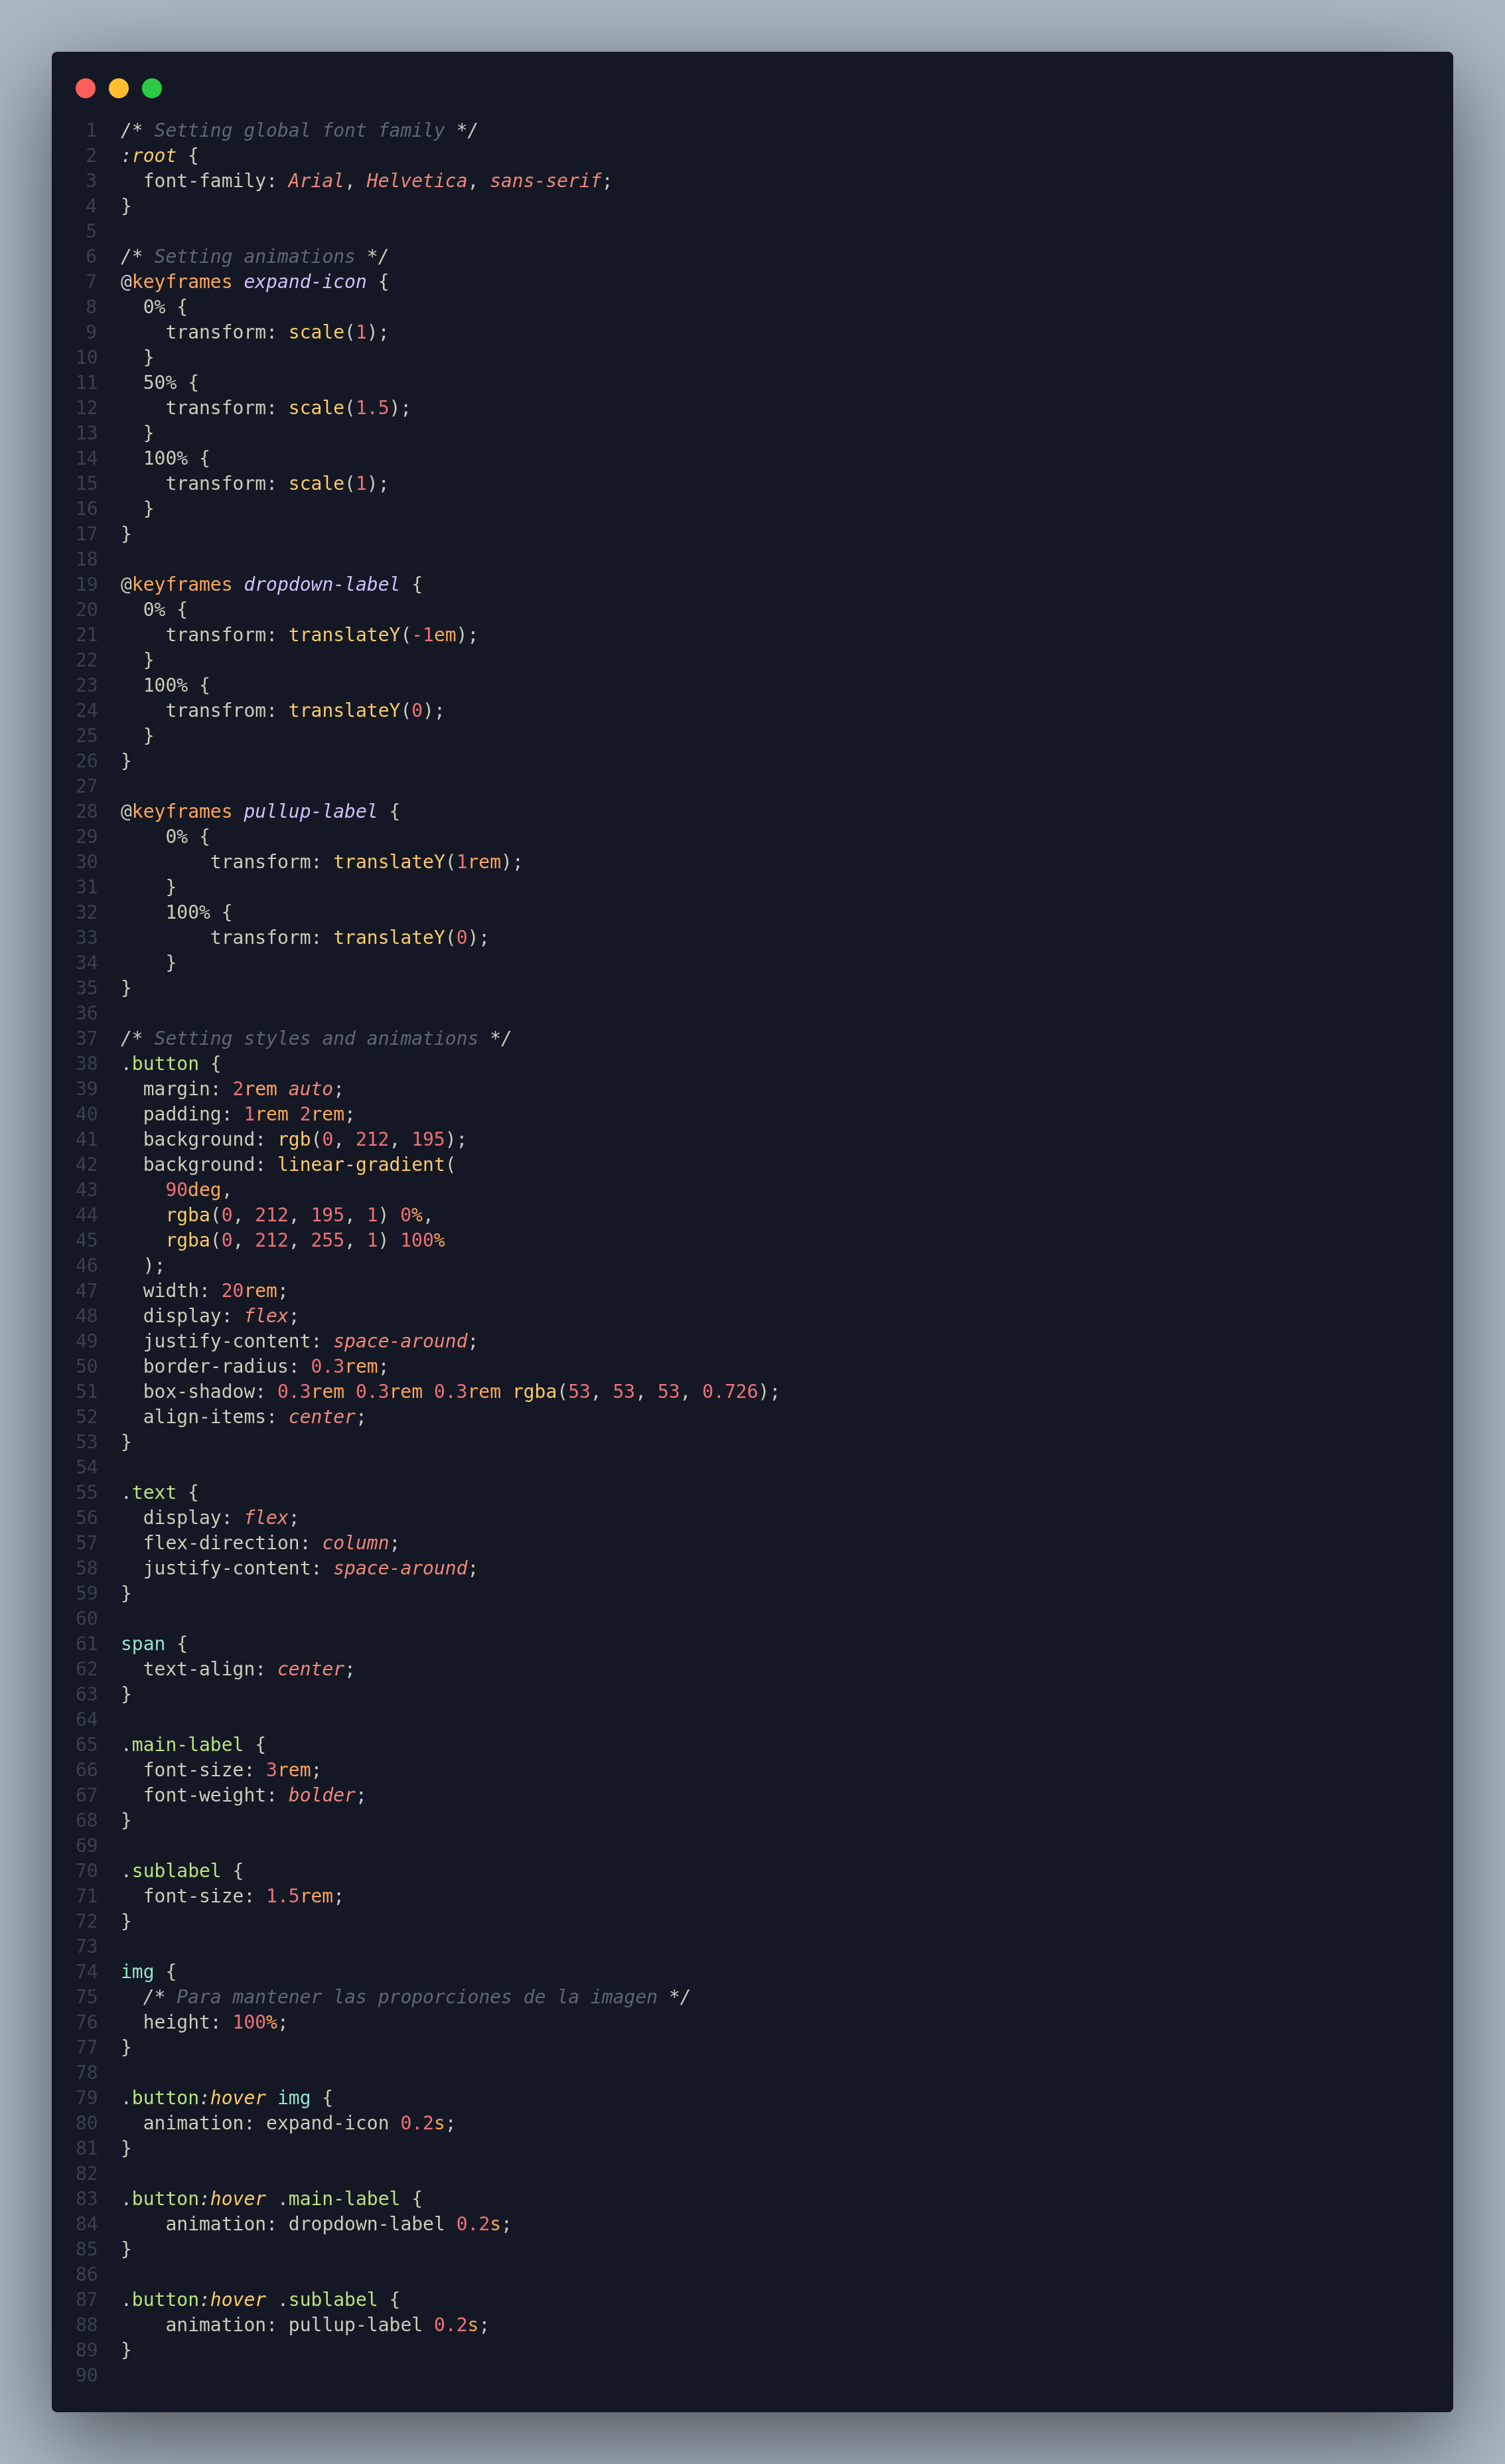 1 /* Setting global font family */
2 :root {
3   font-family: Arial, Helvetica, sans-serif;
4 }
5
6 /* Setting animations */
7 @keyframes expand-icon {
8   0% {
9     transform: scale(1);
10   }
11   50% {
12     transform: scale(1.5);
13   }
14   100% {
15     transform: scale(1);
16   }
17 }
18
19 @keyframes dropdown-label {
20   0% {
21     transform: translateY(-1em);
22   }
23   100% {
24     transfrom: translateY(0);
25   }
26 }
27
28 @keyframes pullup-label {
29     0% {
30         transform: translateY(1rem);
31     }
32     100% {
33         transform: translateY(0);
34     }
35 }
36
37 /* Setting styles and animations */
38 .button {
39   margin: 2rem auto;
40   padding: 1rem 2rem;
41   background: rgb(0, 212, 195);
42   background: linear-gradient(
43     90deg,
44     rgba(0, 212, 195, 1) 0%,
45     rgba(0, 212, 255, 1) 100%
46   );
47   width: 20rem;
48   display: flex;
49   justify-content: space-around;
50   border-radius: 0.3rem;
51   box-shadow: 0.3rem 0.3rem 0.3rem rgba(53, 53, 53, 0.726);
52   align-items: center;
53 }
54
55 .text {
56   display: flex;
57   flex-direction: column;
58   justify-content: space-around;
59 }
60
61 span {
62   text-align: center;
63 }
64
65 .main-label {
66   font-size: 3rem;
67   font-weight: bolder;
68 }
69
70 .sublabel {
71   font-size: 1.5rem;
72 }
73
74 img {
75   /* Para mantener las proporciones de la imagen */
76   height: 100%;
77 }
78
79 .button:hover img {
80   animation: expand-icon 0.2s;
81 }
82
83 .button:hover .main-label {
84     animation: dropdown-label 0.2s;
85 }
86
87 .button:hover .sublabel {
88     animation: pullup-label 0.2s;
89 }
90